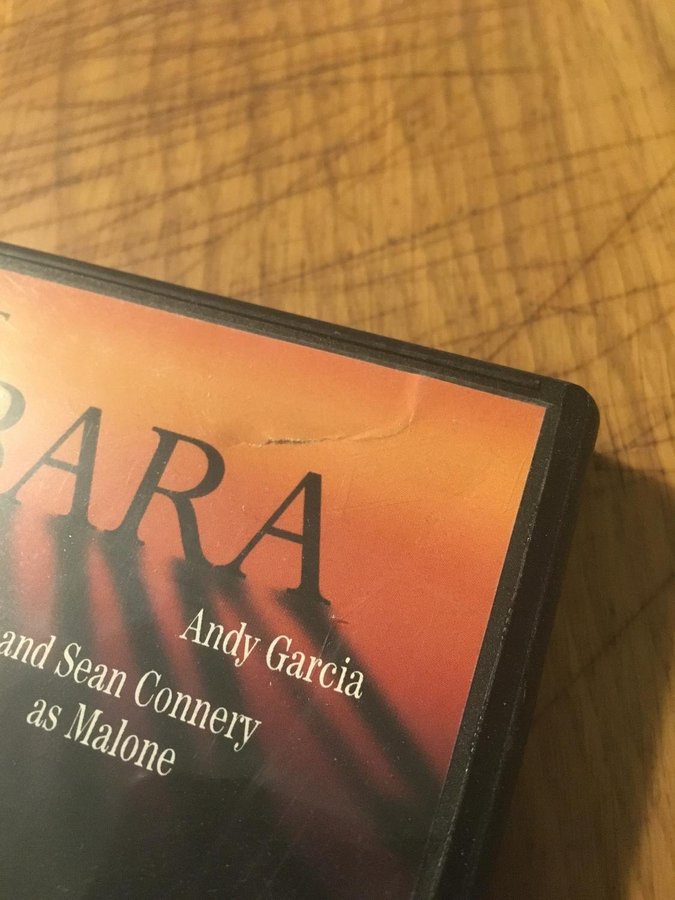 BARA
Andy Garcia
and Sean Connery
as Malone